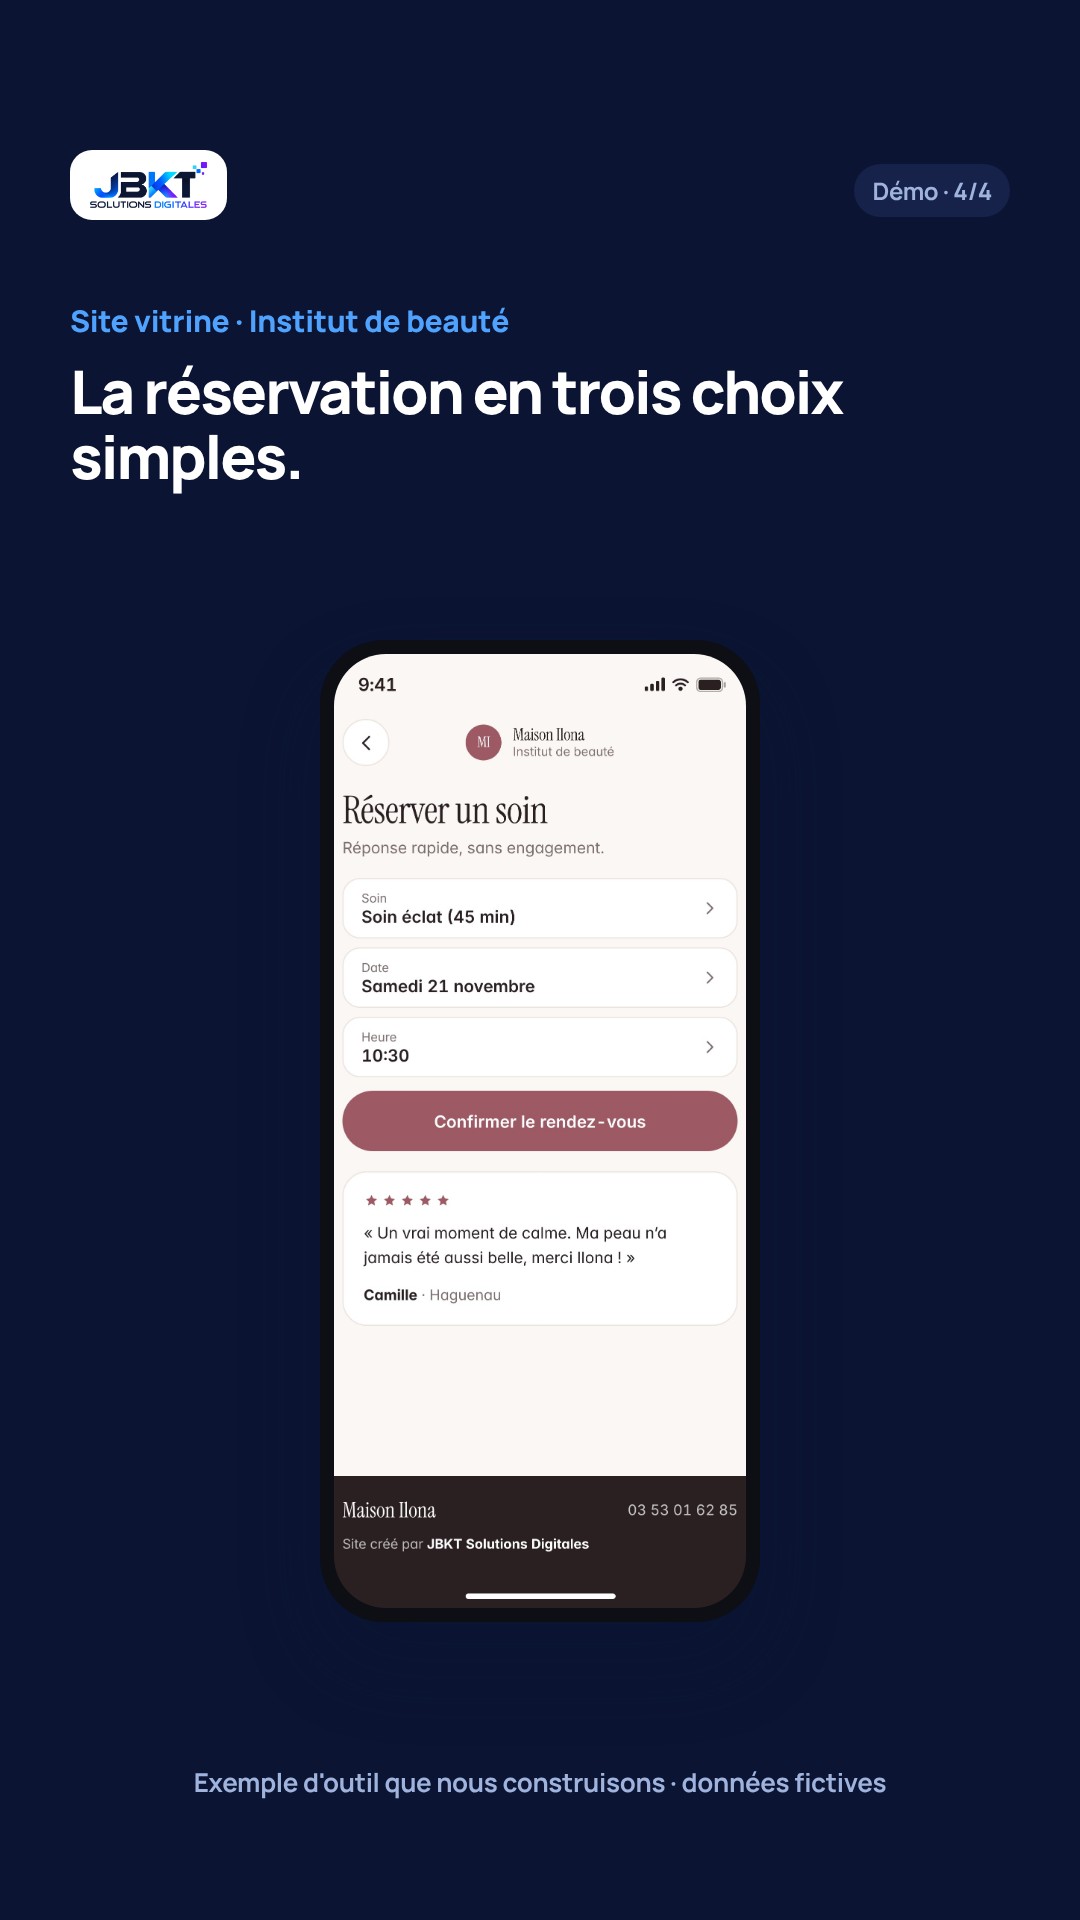 JBKT
SOLUTIONS DIGITALES
Démo · 4/4
Site vitrine · Institut de beauté
La réservation en trois choix
simples.
9:41
MI
Maison Ilona
Institut de beauté
Réserver un soin
Réponse rapide, sans engagement.
Soin
Soin éclat (45 min)
Date
Samedi 21 novembre
Heure
10:30
Confirmer le rendez-vous
« Un vrai moment de calme. Ma peau n’a
jamais été aussi belle, merci Ilona ! »
Camille · Haguenau
Maison Ilona
03 53 01 62 85
Site créé par JBKT Solutions Digitales
Exemple d'outil que nous construisons · données fictives